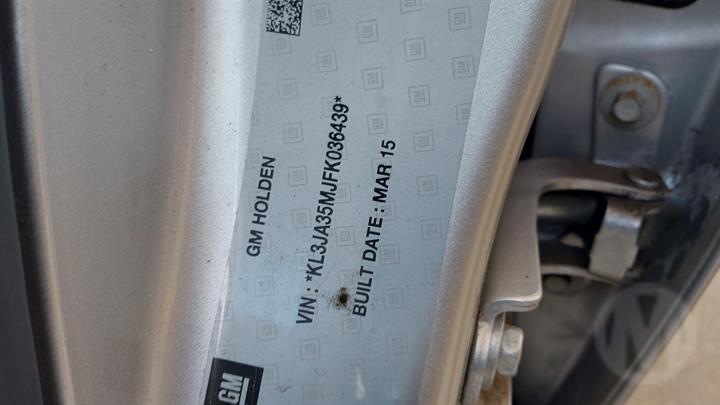 GM HOLDEN
VIN : *KL3JA35MJFK036439*
BUILT DATE : MAR 15
GM